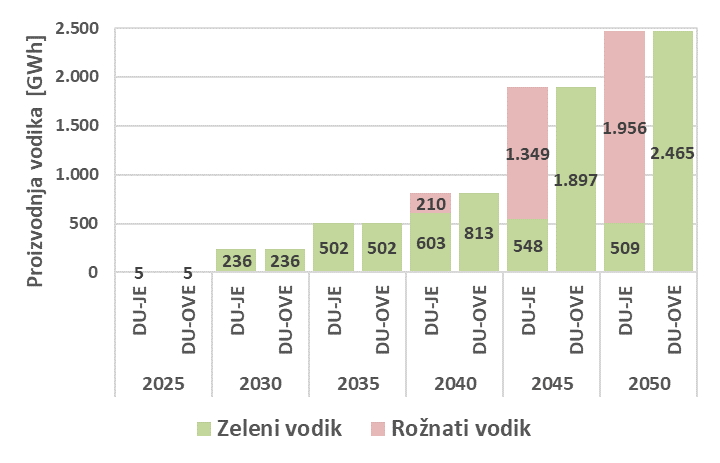 Proizvodnja vodika [GWh]
2.500
2.000
1.500
1.000
500
0
5
5
236
236
502
502
210
603
813
1.349
548
1.897
1.956
509
2.465
DU-JE
DU-OVE
DU-JE
DU-OVE
DU-JE
DU-OVE
DU-JE
DU-OVE
DU-JE
DU-OVE
DU-JE
DU-OVE
2025
2030
2035
2040
2045
2050
Zeleni vodik
Rožnati vodik